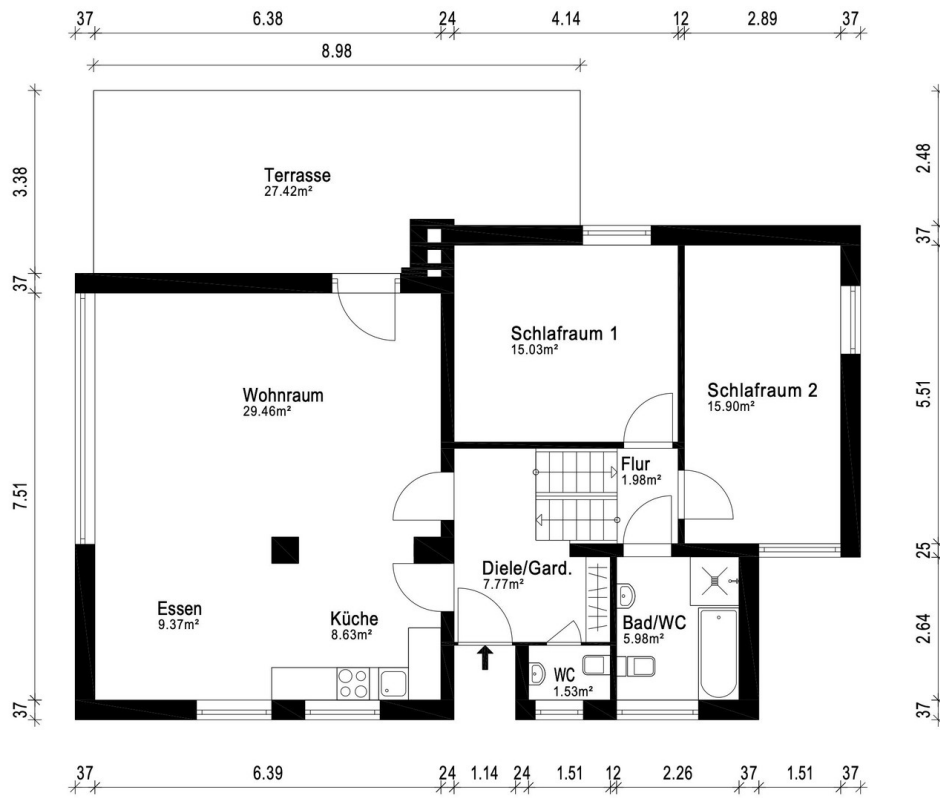 37 6.38 24 4.14 12 2.89 37
8.98
3.38
37
7.51
37
2.48
37
5.51
25
2.64
37
Terrasse
27.42m²
Schlafraum 1
15.03m²
Schlafraum 2
15.90m²
Wohnraum
29.46m²
Flur
1.98m²
Diele/Gard.
7.77m²
Essen
9.37m²
Küche
8.63m²
Bad/WC
5.98m²
WC
1.53m²
37 6.39 24 1.14 24 1.51 12 2.26 37 1.51 37